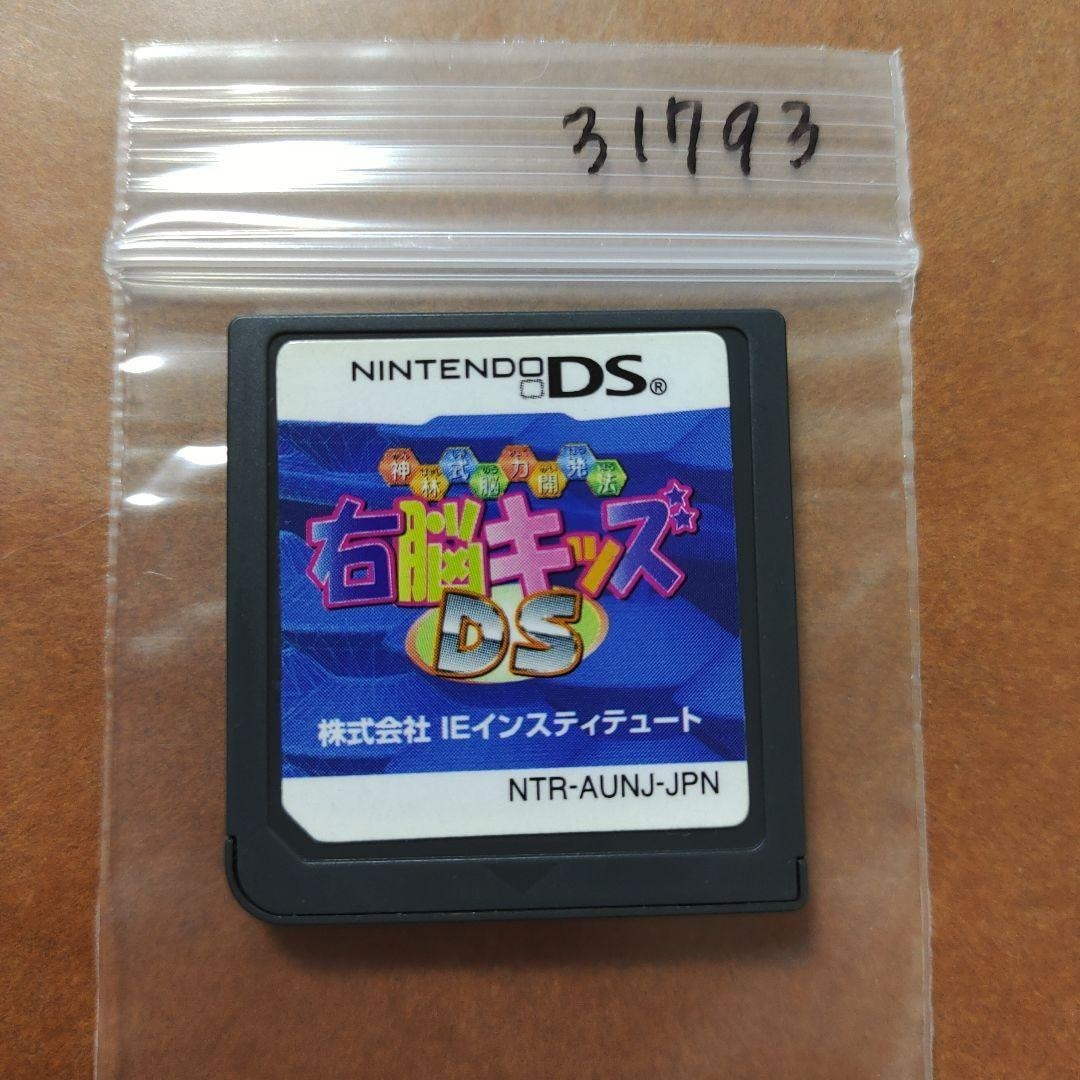 31793
NINTENDO DS®
神林式脳力開発法
右脳キッズ
DS
株式会社 IEインスティテュート
NTR-AUNJ-JPN